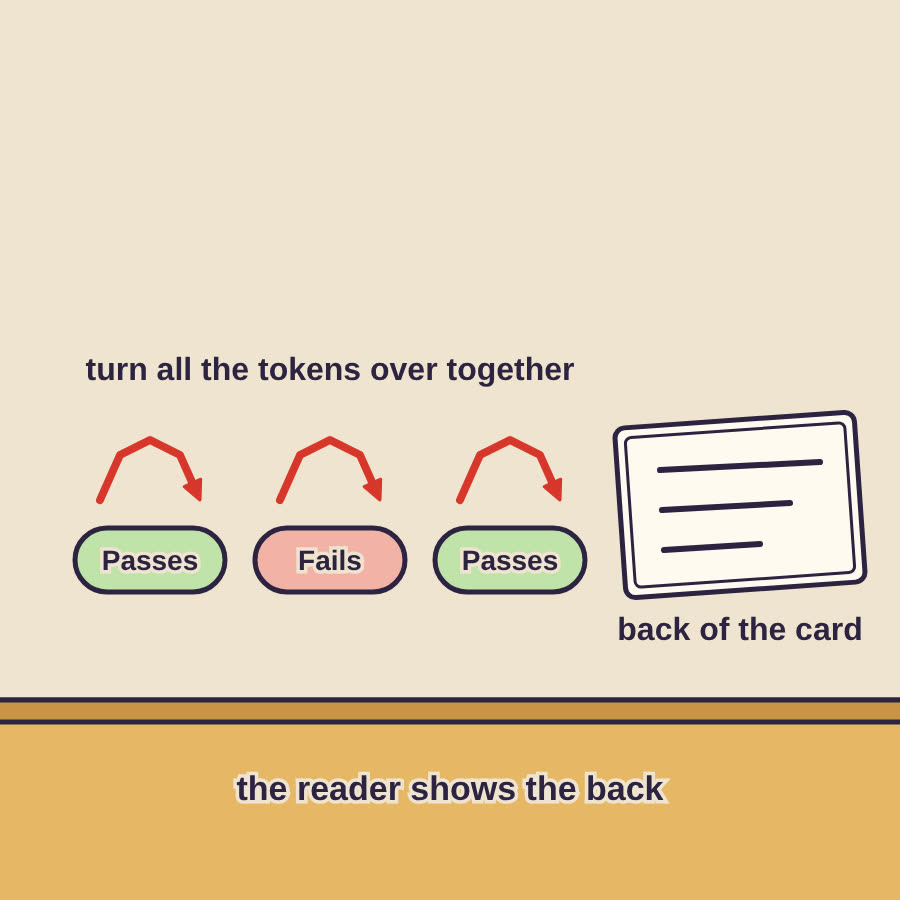 turn all the tokens over together
Passes
Fails
Passes
back of the card
the reader shows the back